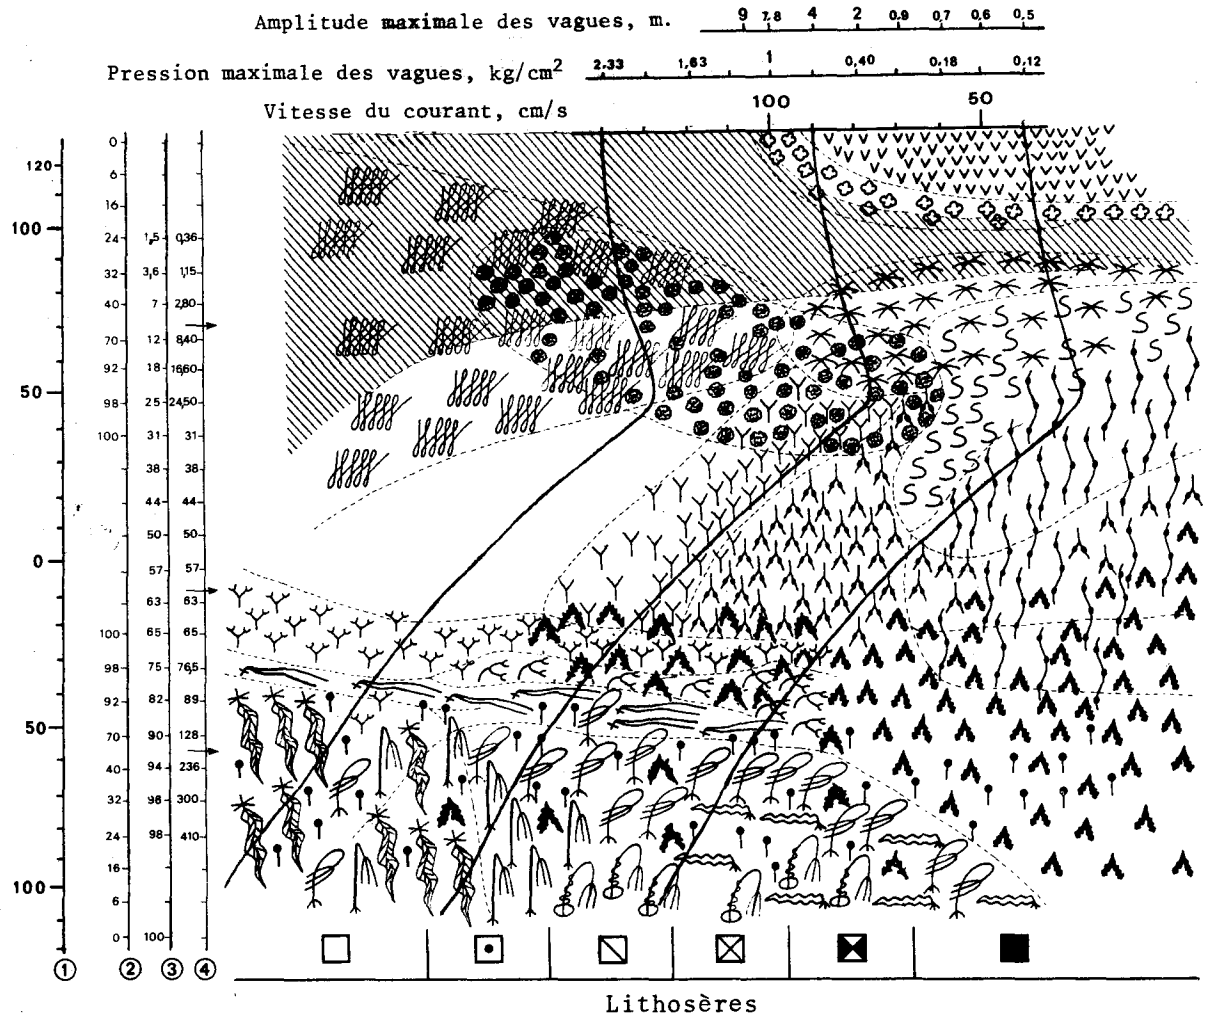 Amplitude maximale des vagues, m. 9 7,8 4 2 0,9 0,7 0,6 0,5
Pression maximale des vagues, kg/cm² 2,33 1,63 1 0,40 0,18 0,12
Vitesse du courant, cm/s 100 50
0
120 6
16
100 24 1,5 0,36
32 3,6 1,15
40 7 2,80
70 12 8,40
92 18 16,60
50 98 25 24,50
100 31 31
38 38
44 44
50 50
0
57 57
63 63
100 65 65
98 75 76,5
92 82 89
50 70 90 128
40 94 236
32 96 300
24 98 410
16
100
6
0 100
① ② ③ ④
Lithosères